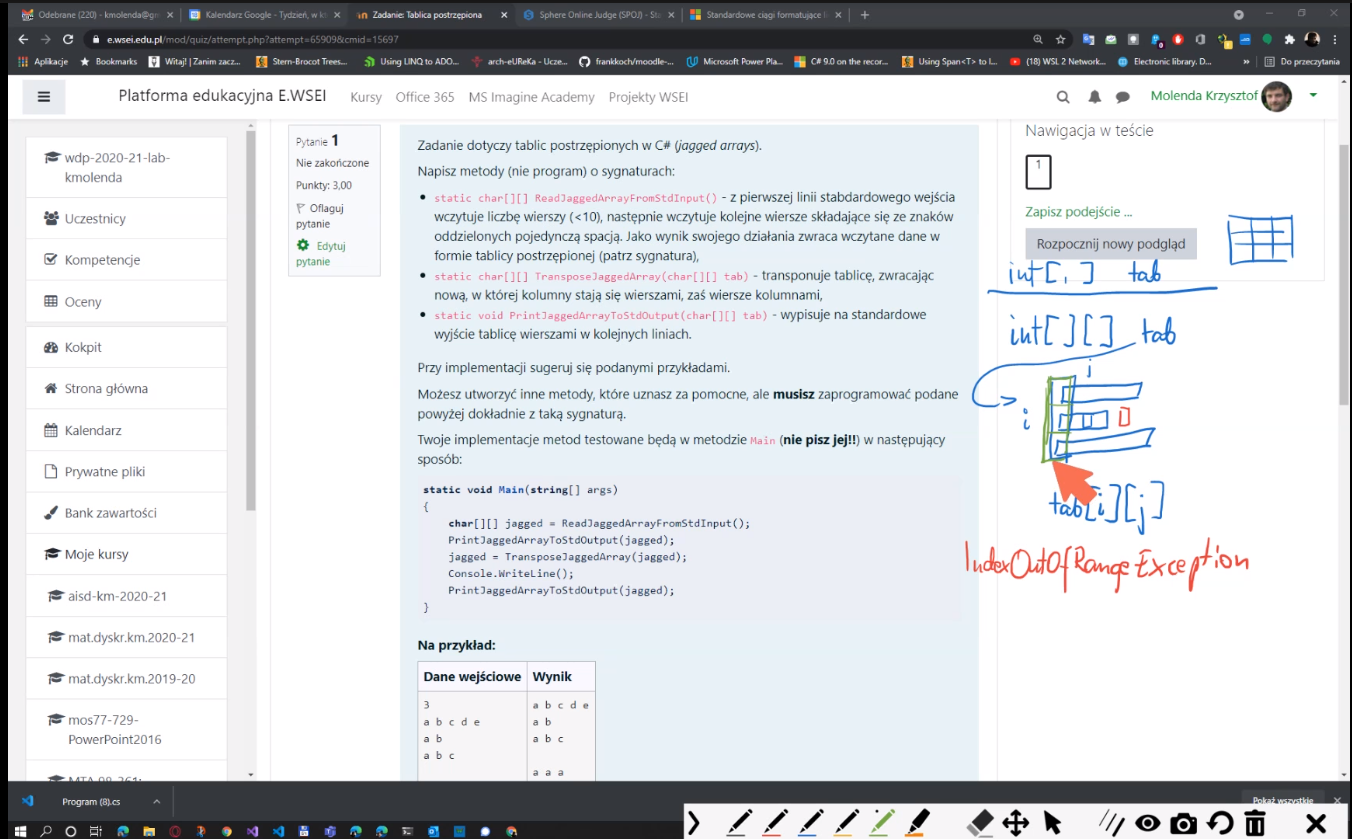 Odebrane (220) - kmolenda@gm
Kalendarz Google - Tydzień, w kt
Zadanie: Tablica postrzępiona
Sphere Online Judge (SPOJ) - Sta
Standardowe ciągi formatujące l
e.wsei.edu.pl/mod/quiz/attempt.php?attempt=65909&cmid=15697
Aplikacje
Bookmarks
Witaj! | Zanim zacz...
Stern-Brocot Trees...
Using LINQ to ADO...
arch-eUReKa - Ucze...
frankkoch/moodle-...
Microsoft Power Pla...
C# 9.0 on the recor...
Using Span<T> to I...
(18) WSL 2 Network...
Electronic library. D...
»
Do przeczytania
Platforma edukacyjna E.WSEI
Kursy
Office 365
MS Imagine Academy
Projekty WSEI
Molenda Krzysztof
wdp-2020-21-lab-
kmolenda
Uczestnicy
Kompetencje
Oceny
Kokpit
Strona główna
Kalendarz
Prywatne pliki
Bank zawartości
Moje kursy
aisd-km-2020-21
mat.dyskr.km.2020-21
mat.dyskr.km.2019-20
mos77-729-
PowerPoint2016
MTA 98-361:
Pytanie 1
Nie zakończone
Punkty: 3,00
Oflaguj
pytanie
Edytuj
pytanie
Zadanie dotyczy tablic postrzępionych w C# (jagged arrays).
Napisz metody (nie program) o sygnaturach:
• static char[][] ReadJaggedArrayFromStdInput() - z pierwszej linii stabdardowego wejścia
wczytuje liczbę wierszy (<10), następnie wczytuje kolejne wiersze składające się ze znaków
oddzielonych pojedynczą spacją. Jako wynik swojego działania zwraca wczytane dane w
formie tablicy postrzępionej (patrz sygnatura),
• static char[][] TransposeJaggedArray(char[][] tab) - transponuje tablicę, zwracając
nową, w której kolumny stają się wierszami, zaś wiersze kolumnami,
• static void PrintJaggedArrayToStdOutput(char[][] tab) - wypisuje na standardowe
wyjście tablicę wierszami w kolejnych liniach.
Przy implementacji sugeruj się podanymi przykładami.
Możesz utworzyć inne metody, które uznasz za pomocne, ale musisz zaprogramować podane
powyżej dokładnie z taką sygnaturą.
Twoje implementacje metod testowane będą w metodzie Main (nie pisz jej!!) w następujący
sposób:
static void Main(string[] args)
{
char[][] jagged = ReadJaggedArrayFromStdInput();
PrintJaggedArrayToStdOutput(jagged);
jagged = TransposeJaggedArray(jagged);
Console.WriteLine();
PrintJaggedArrayToStdOutput(jagged);
}
Na przykład:
Dane wejściowe
Wynik
3
a b c d e
a b
a b c
a b c d e
a b
a b c
a a a
Nawigacja w teście
1
Zapisz podejście ...
Rozpocznij nowy podgląd
int[,] tab
int[][] tab
j
i
tab[i][j]
IndexOutOfRangeException
Program (8).cs
Pokaż wszystkie